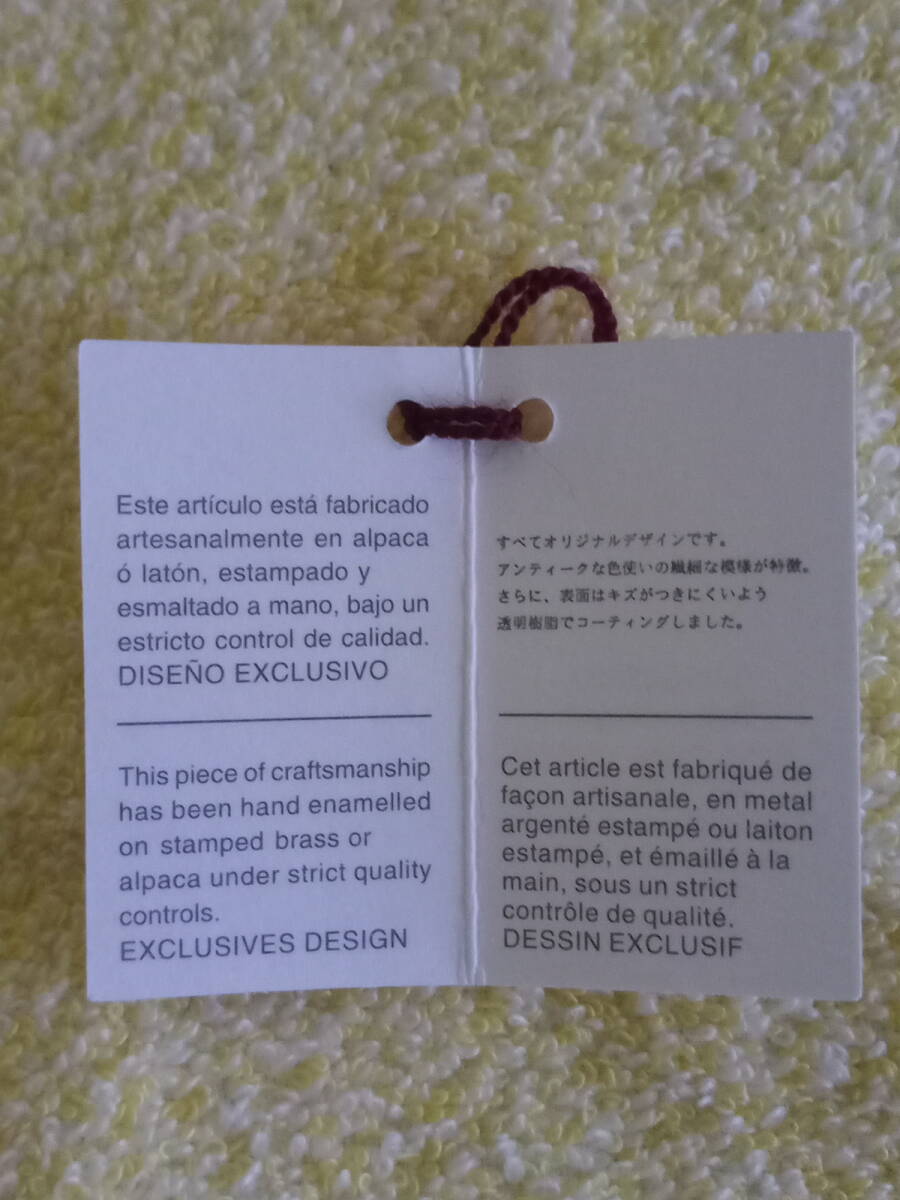 Este artículo está fabricado
artesanalmente en alpaca
ó latón, estampado y
esmaltado a mano, bajo un
estricto control de calidad.
DISEÑO EXCLUSIVO
This piece of craftsmanship
has been hand enamelled
on stamped brass or
alpaca under strict quality
controls.
EXCLUSIVES DESIGN
すべてオリジナルデザインです。
アンティークな色使いの繊細な模様が特徴。
さらに、表面はキズがつきにくいよう
透明樹脂でコーティングしました。
Cet article est fabriqué de
façon artisanale, en metal
argenté estampé ou laiton
estampé, et émaillé à la
main, sous un strict
contrôle de qualité.
DESSIN EXCLUSIF